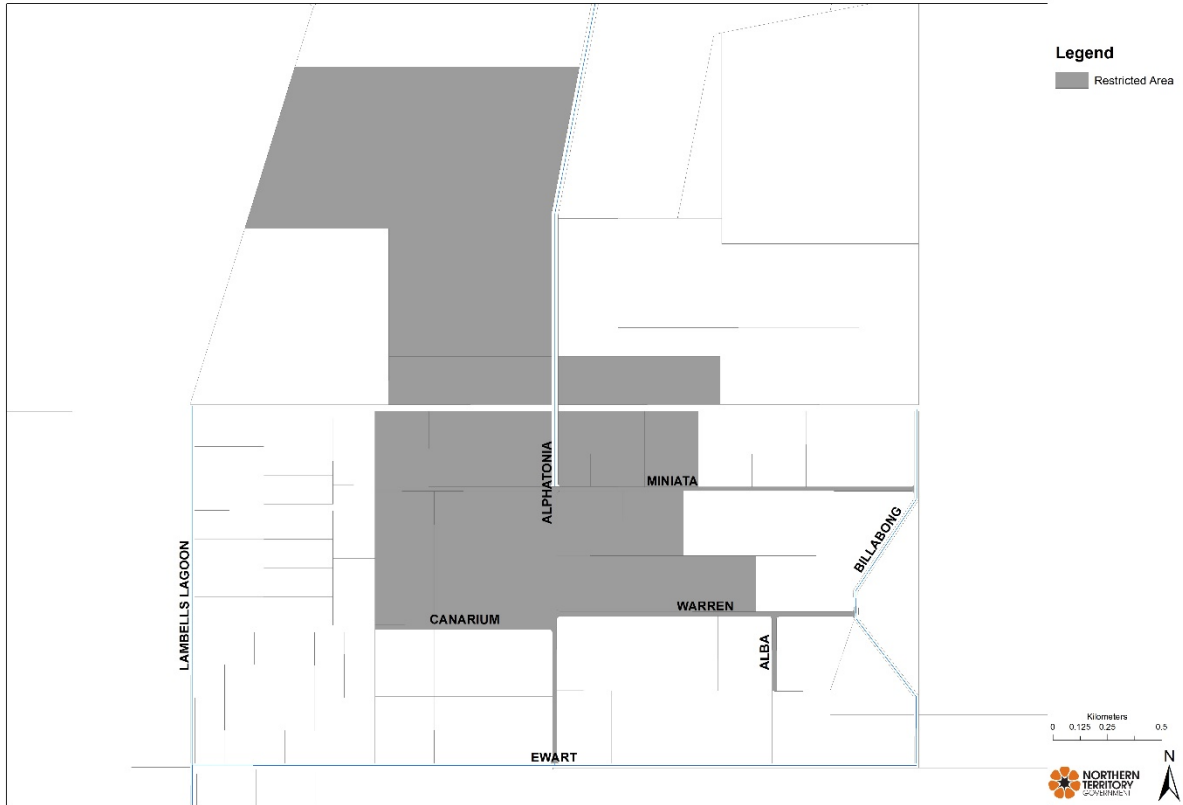 Legend
Restricted Area
ALPHATONIA
MINIATA
BILLABONG
LAMBELLS LAGOON
WARREN
CANARIUM
ALBA
EWART
Kilometers
0 0.125 0.25 0.5
N
NORTHERN
TERRITORY
GOVERNMENT